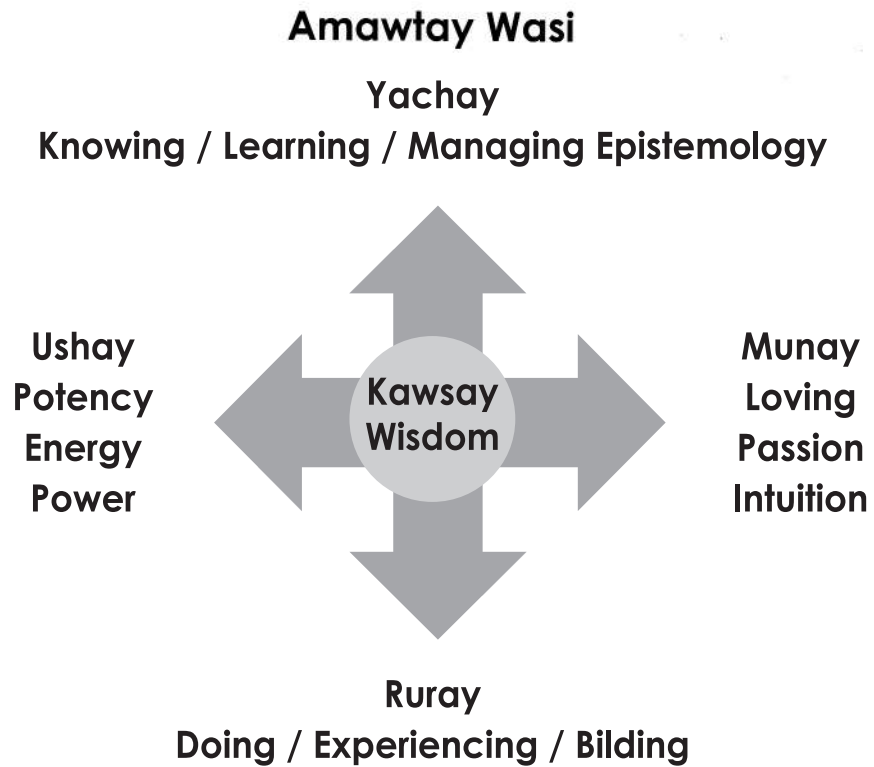 Amawtay Wasi
Yachay
Knowing / Learning / Managing Epistemology
Ushay
Potency
Energy
Power
Kawsay
Wisdom
Munay
Loving
Passion
Intuition
Ruray
Doing / Experiencing / Bilding